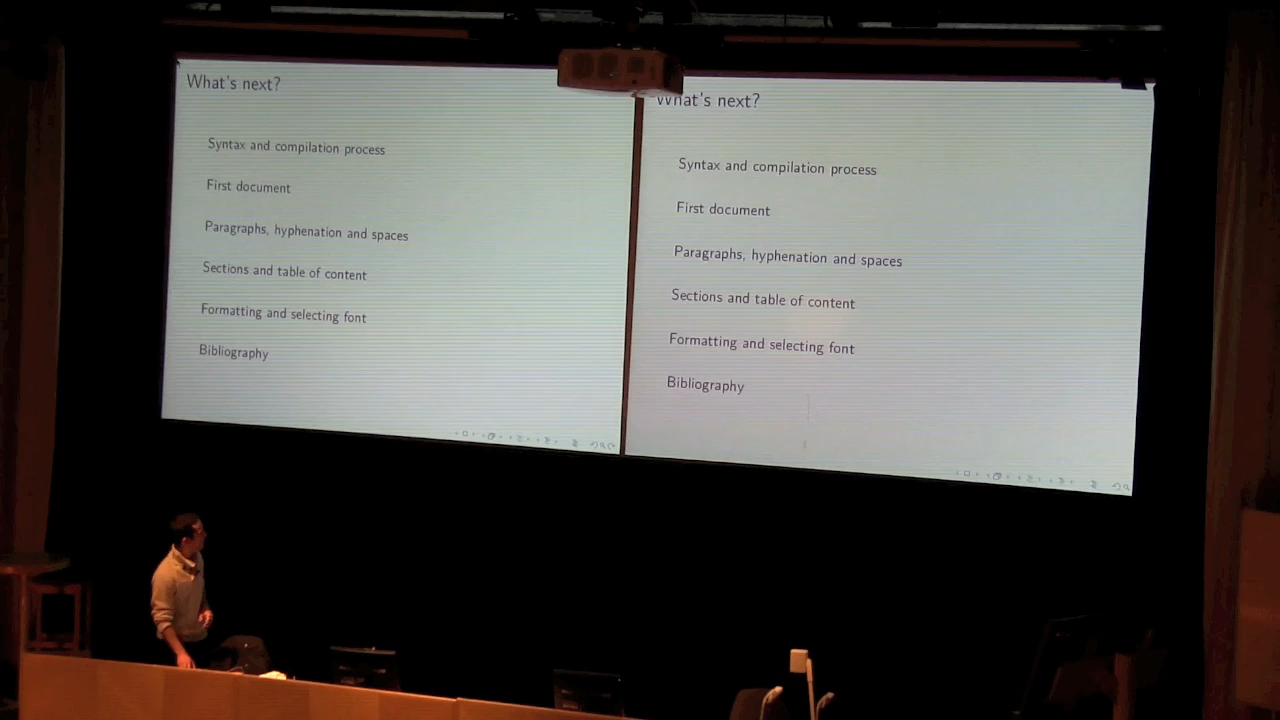 What's next?
Syntax and compilation process
First document
Paragraphs, hyphenation and spaces
Sections and table of content
Formatting and selecting font
Bibliography
What's next?
Syntax and compilation process
First document
Paragraphs, hyphenation and spaces
Sections and table of content
Formatting and selecting font
Bibliography